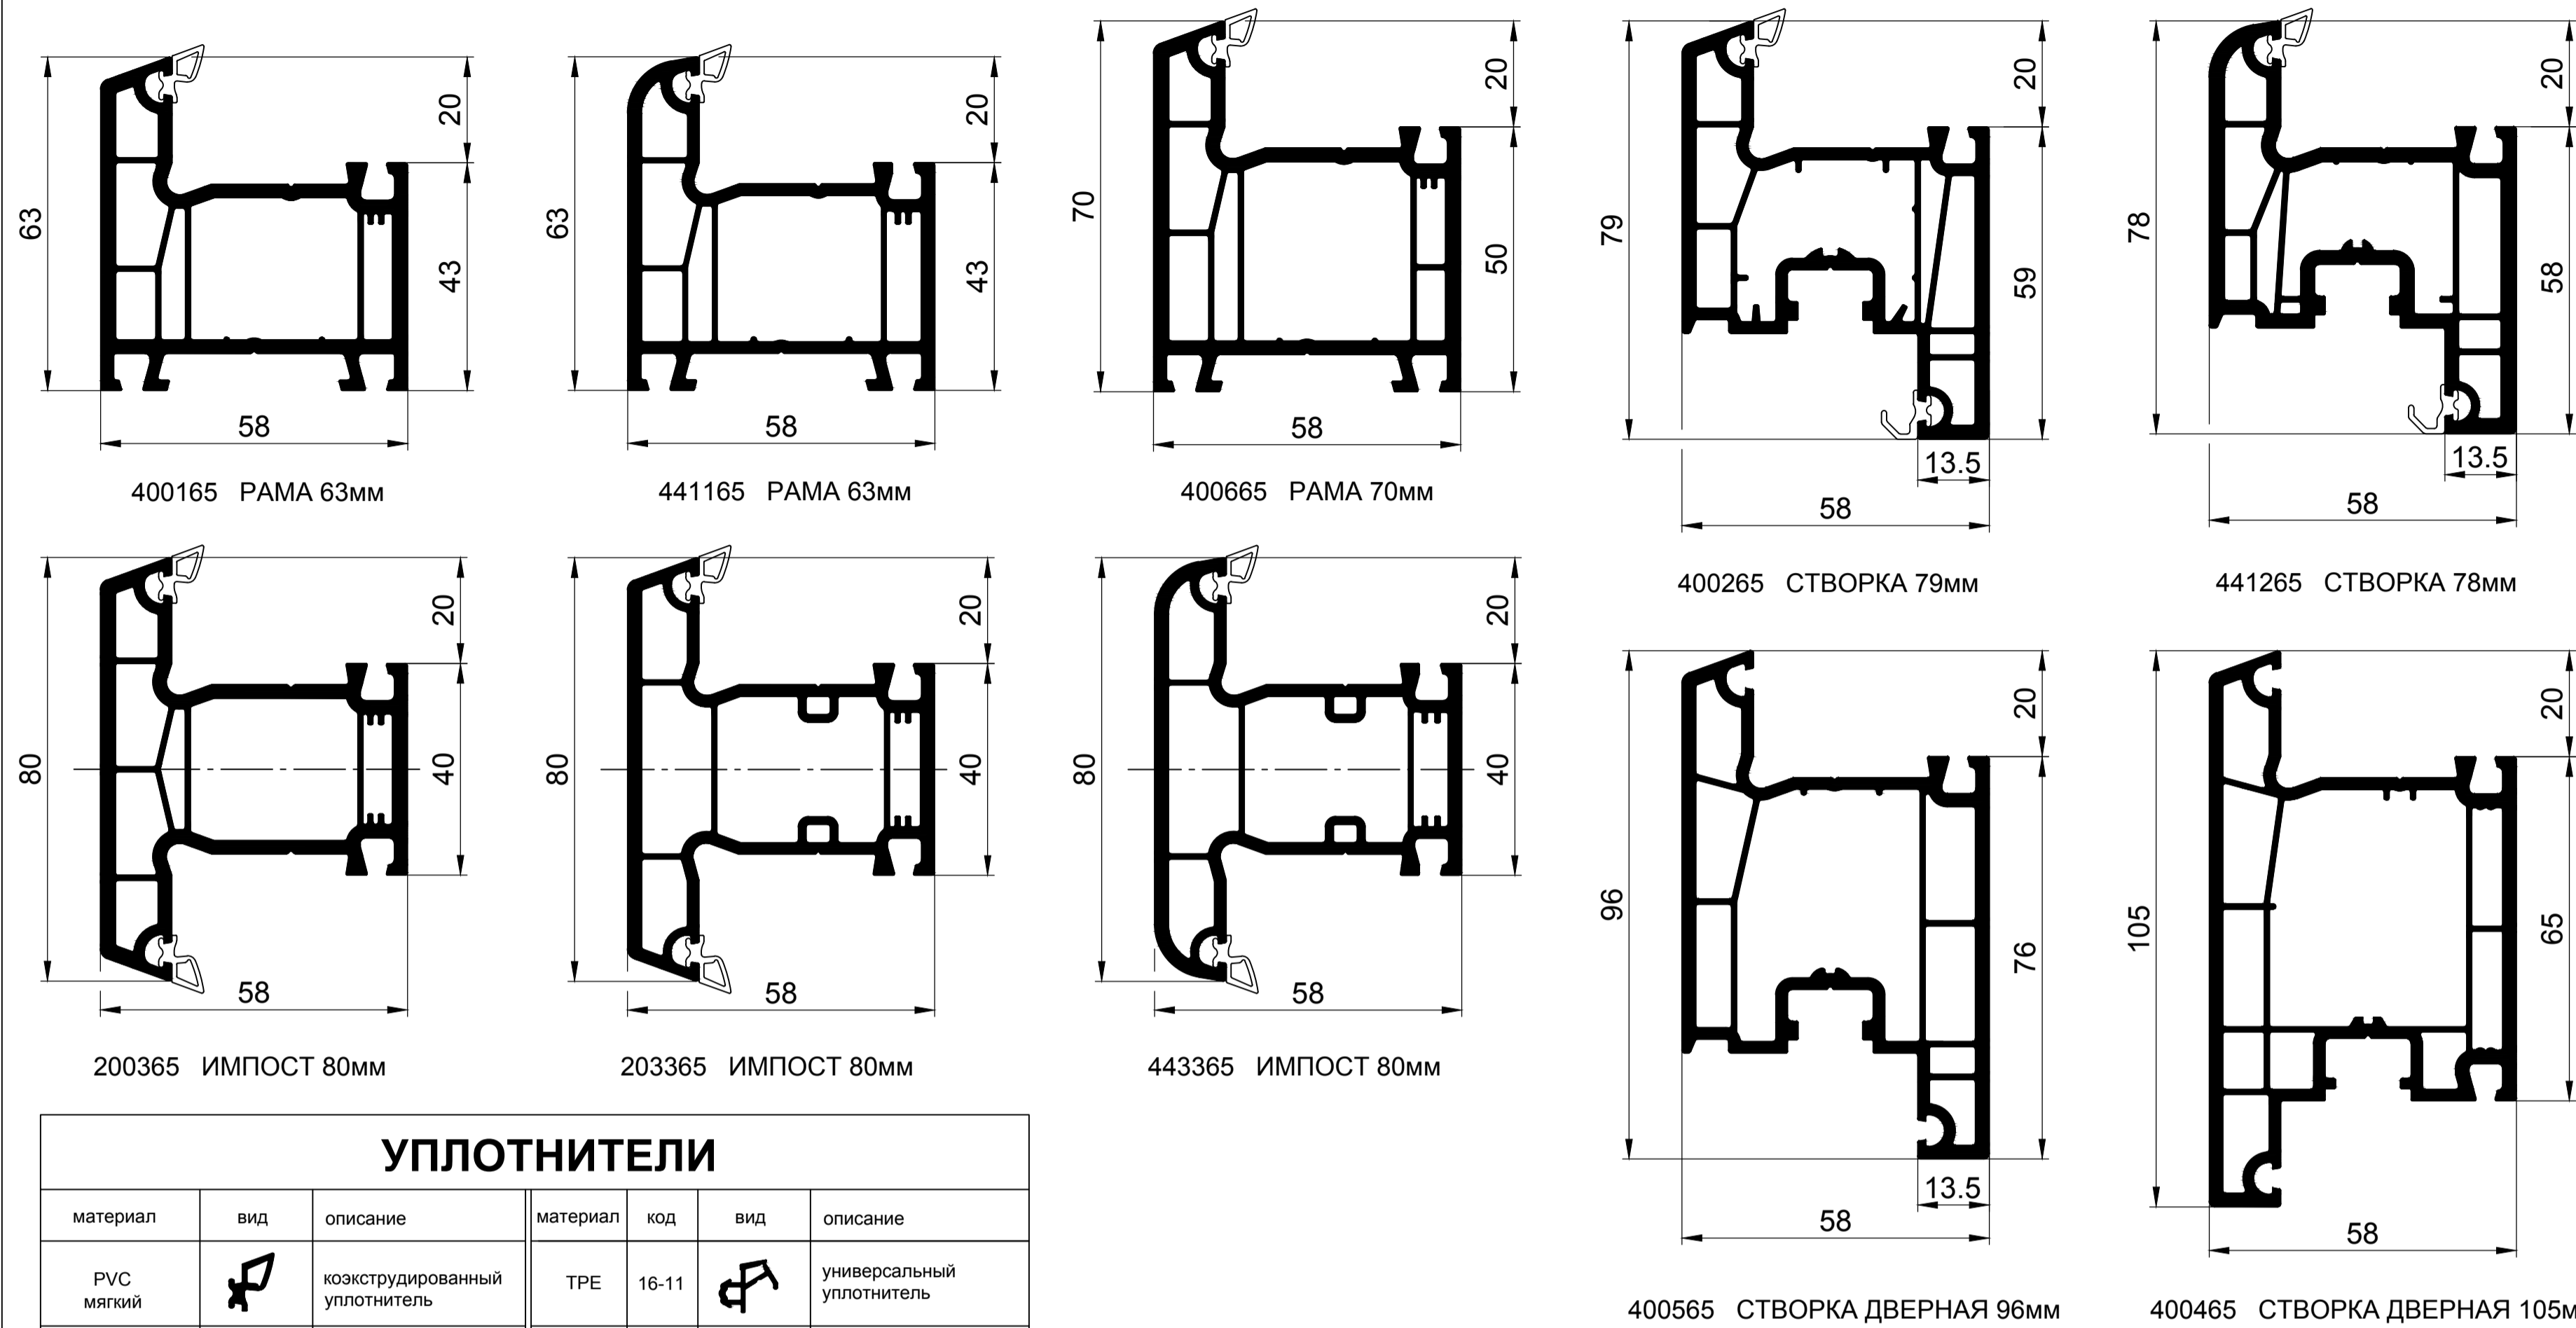 63
20
43
58
400165 РАМА 63мм
63
20
43
58
441165 РАМА 63мм
70
20
50
58
400665 РАМА 70мм
79
20
59
13.5
58
400265 СТВОРКА 79мм
78
20
58
13.5
58
441265 СТВОРКА 78мм
80
20
40
58
200365 ИМПОСТ 80мм
80
20
40
58
203365 ИМПОСТ 80мм
80
20
40
58
443365 ИМПОСТ 80мм
96
20
76
13.5
58
400565 СТВОРКА ДВЕРНАЯ 96мм
105
20
65
58
400465 СТВОРКА ДВЕРНАЯ 105м
УПЛОТНИТЕЛИ
материал вид описание материал код вид описание
PVC мягкий
коэкструдированный уплотнитель
TPE
16-11
универсальный уплотнитель